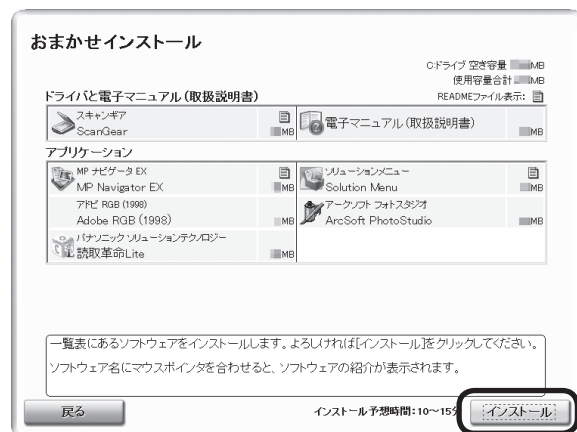 おまかせインストール
C:ドライブ 空き容量 MB
使用容量合計 MB
ドライバと電子マニュアル(取扱説明書)
READMEファイル表示:
スキャンギア
ScanGear
MB
電子マニュアル(取扱説明書)
MB
アプリケーション
MP ナビゲータ EX
MP Navigator EX
MB
ソリューションメニュー
Solution Menu
MB
アドビ RGB (1998)
Adobe RGB (1998)
MB
アークソフト フォトスタジオ
ArcSoft PhotoStudio
MB
パナソニック ソリューションテクノロジー
読取革命Lite
MB
一覧表にあるソフトウェアをインストールします。よろしければ[インストール]をクリックしてください。
ソフトウェア名にマウスポインタを合わせると、ソフトウェアの紹介が表示されます。
戻る
インストール予想時間:10~15
インストール